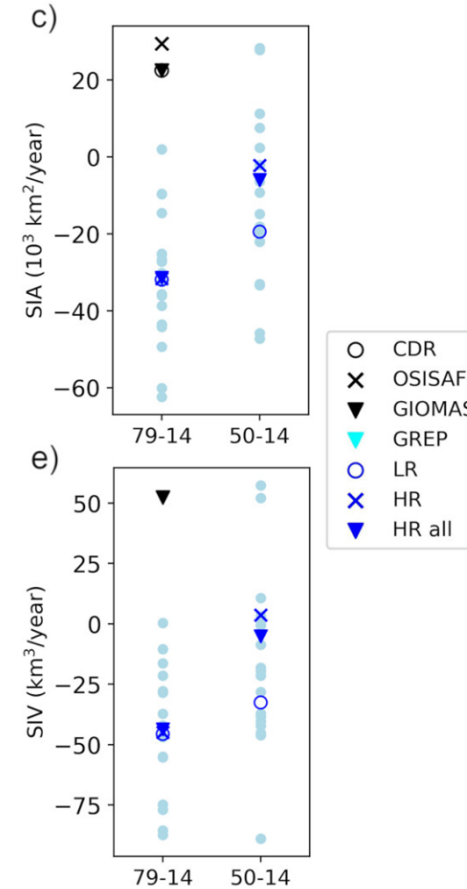 c)
SIA (10³ km²/year)
20
0
−20
−40
−60
79-14
50-14
CDR
OSISAF
GIOMAS
GREP
LR
HR
HR all
e)
SIV (km³/year)
50
25
0
−25
−50
−75
79-14
50-14